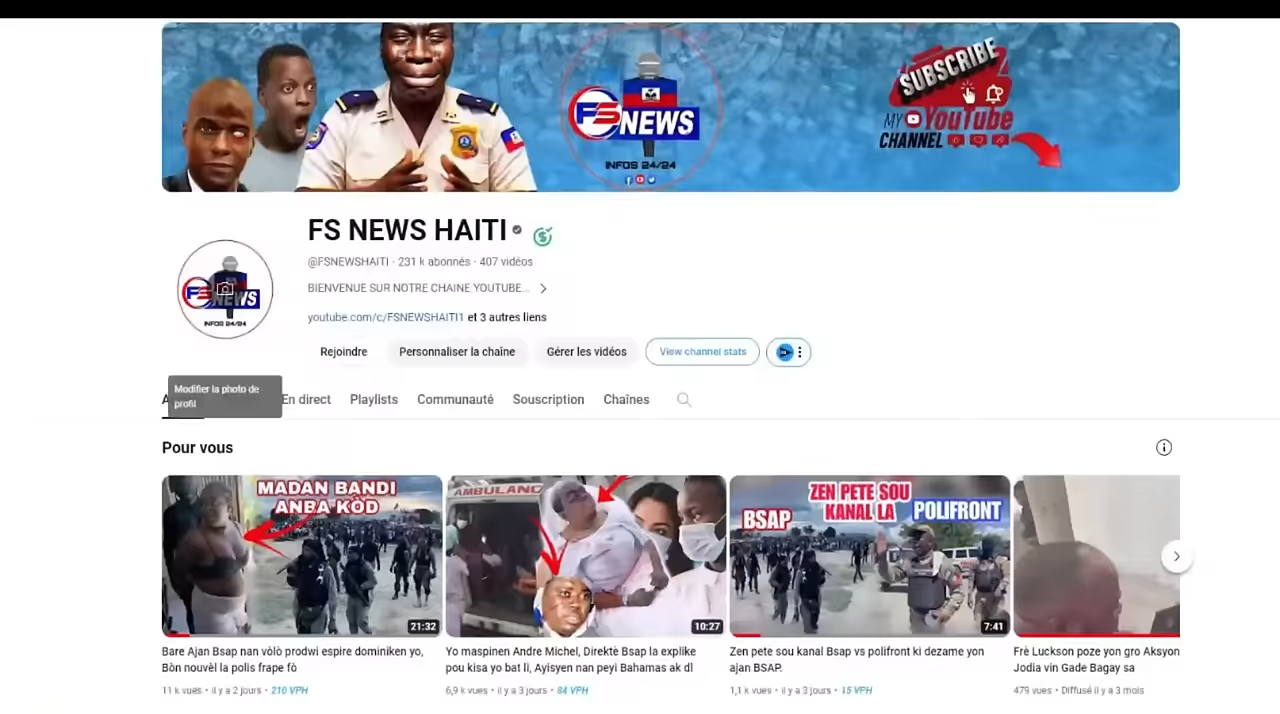 SUBSCRIBE
MY YouTube
CHANNEL
FS NEWS
INFOS 24/24
FS NEWS HAITI
@FSNEWSHAITI · 231 k abonnés · 407 vidéos
BIENVENUE SUR NOTRE CHAINE YOUTUBE...
youtube.com/c/FSNEWSHAITI1 et 3 autres liens
FS NEWS
INFOS 24/24
Rejoindre Personnaliser la chaîne Gérer les vidéos View channel stats
Modifier la photo de
profil
A En direct Playlists Communauté Souscription Chaînes
Pour vous
MADAN BANDI
ANBA KÒD
21:32
AMBULANC
10:27
ZEN PETE SOU
KANAL LA
BSAP POLIFRONT
7:41
Bare Ajan Bsap nan vòlò prodwi espire dominiken yo,
Bòn nouvèl la polis frape fò
11 k vues · il y a 2 jours · 210 VPH
Yo maspinen Andre Michel, Direktè Bsap la eksplike
pou kisa yo bat li, Ayisyen nan peyi Bahamas ak dl
6,9 k vues · il y a 3 jours · 84 VPH
Zen pete sou kanal Bsap vs polifront ki dezame yon
ajan BSAP.
1,1 k vues · il y a 3 jours · 15 VPH
Frè Luckson poze yon gro Aksyon
Jodia vin Gade Bagay sa
479 vues · Diffusé il y a 3 mois